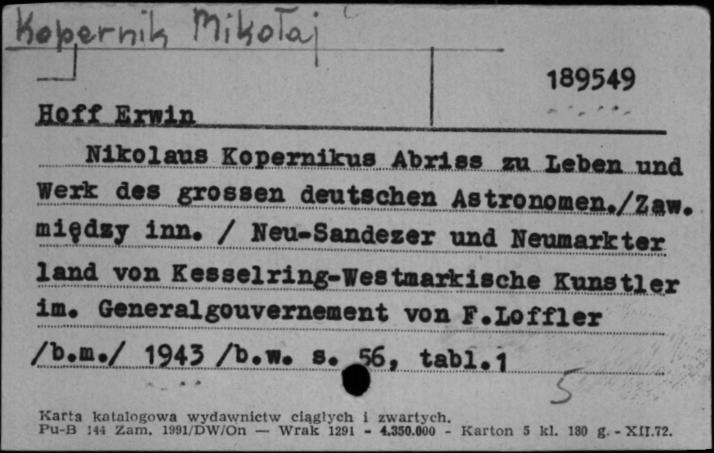 Kopernik Mikołaj
189549
Hoff Erwin
Nikolaus Kopernikus Abriss zu Leben und
Werk des grossen deutschen Astronomen./Zaw.
między inn. / Neu-Sandezer und Neumarkter
land von Kesselring-Westmarkische Kunstler
im. Generalgouvernement von F.Loffler
/b.m./ 1943 /b.w. s. 56, tabl.1
5
Karta katalogowa wydawnictw ciągłych i zwartych.
Pu-B 144 Zam. 1991/DW/On — Wrak 1291 - 4.350.000 - Karton 5 kl. 180 g. - XII.72.